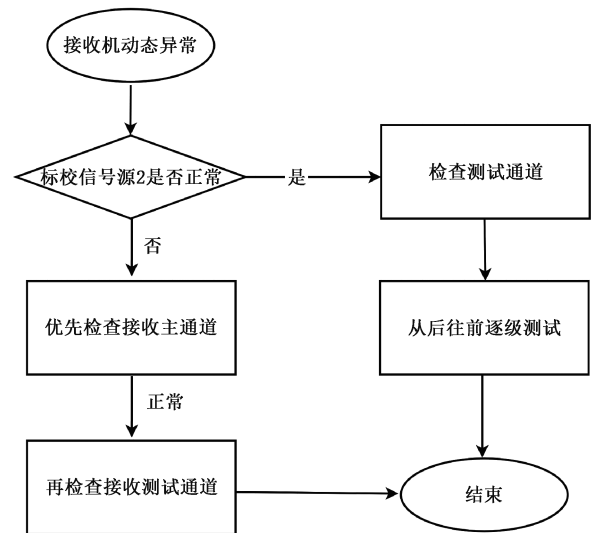 接收机动态异常
标校信号源2是否正常
是
检查测试通道
否
优先检查接收主通道
从后往前逐级测试
正常
再检查接收测试通道
结束